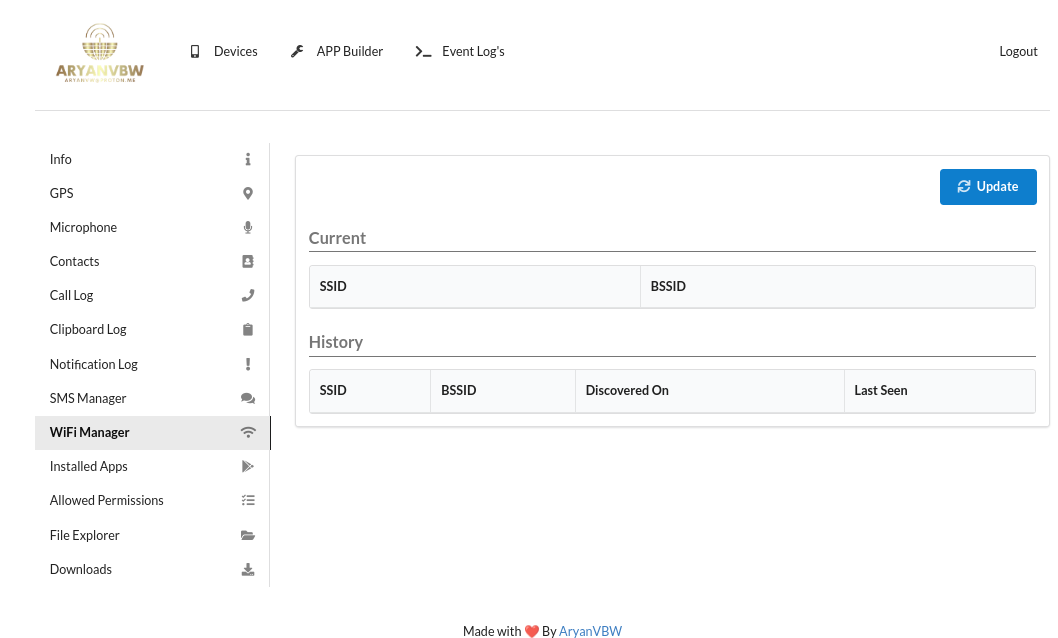 ARYANVBW
ARYANVBW@PROTON.ME
Devices
APP Builder
Event Log's
Logout
Info
GPS
Microphone
Contacts
Call Log
Clipboard Log
Notification Log
SMS Manager
WiFi Manager
Installed Apps
Allowed Permissions
File Explorer
Downloads
Update
Current
SSID BSSID
History
SSID BSSID Discovered On Last Seen
Made with ❤️ By AryanVBW